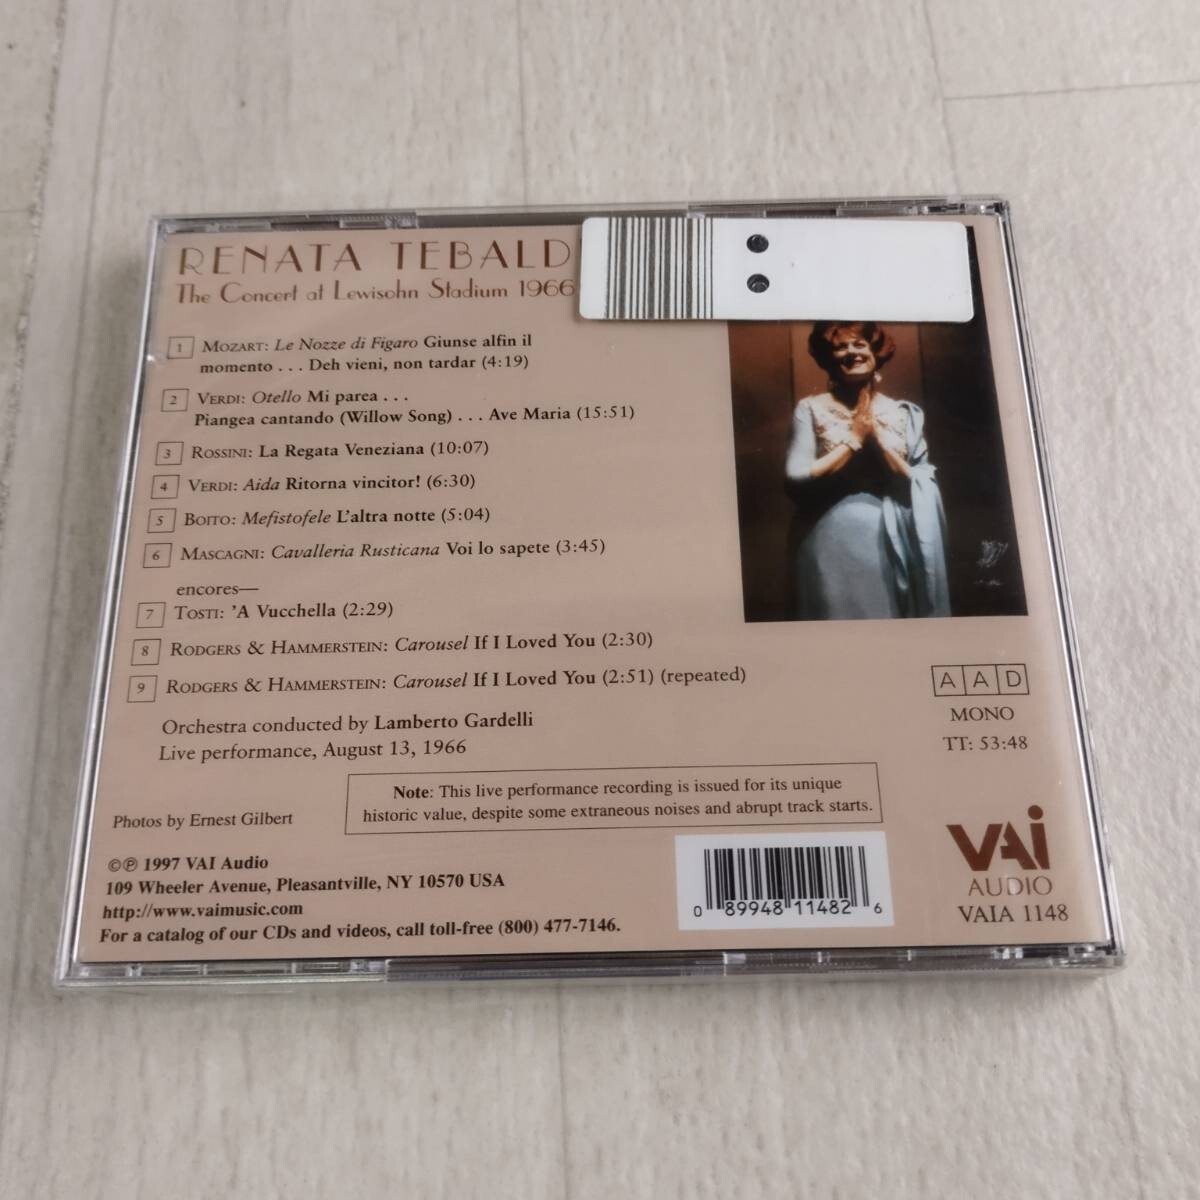 RENATA TEBALD
The Concert at Lewisohn Stadium 1966
1 MOZART: Le Nozze di Figaro Giunse alfin il
momento . . . Deh vieni, non tardar (4:19)
2 VERDI: Otello Mi parea . . .
Piangea cantando (Willow Song) . . . Ave Maria (15:51)
3 ROSSINI: La Regata Veneziana (10:07)
4 VERDI: Aida Ritorna vincitor! (6:30)
5 BOITO: Mefistofele L'altra notte (5:04)
6 MASCAGNI: Cavalleria Rusticana Voi lo sapete (3:45)
encores—
7 TOSTI: 'A Vucchella (2:29)
8 RODGERS & HAMMERSTEIN: Carousel If I Loved You (2:30)
9 RODGERS & HAMMERSTEIN: Carousel If I Loved You (2:51) (repeated)
Orchestra conducted by Lamberto Gardelli
Live performance, August 13, 1966
AAD
MONO
TT: 53:48
Note: This live performance recording is issued for its unique
historic value, despite some extraneous noises and abrupt track starts.
Photos by Ernest Gilbert
©℗ 1997 VAI Audio
109 Wheeler Avenue, Pleasantville, NY 10570 USA
http://www.vaimusic.com
For a catalog of our CDs and videos, call toll-free (800) 477-7146.
0 89948 11482 6
VAI
AUDIO
VAIA 1148